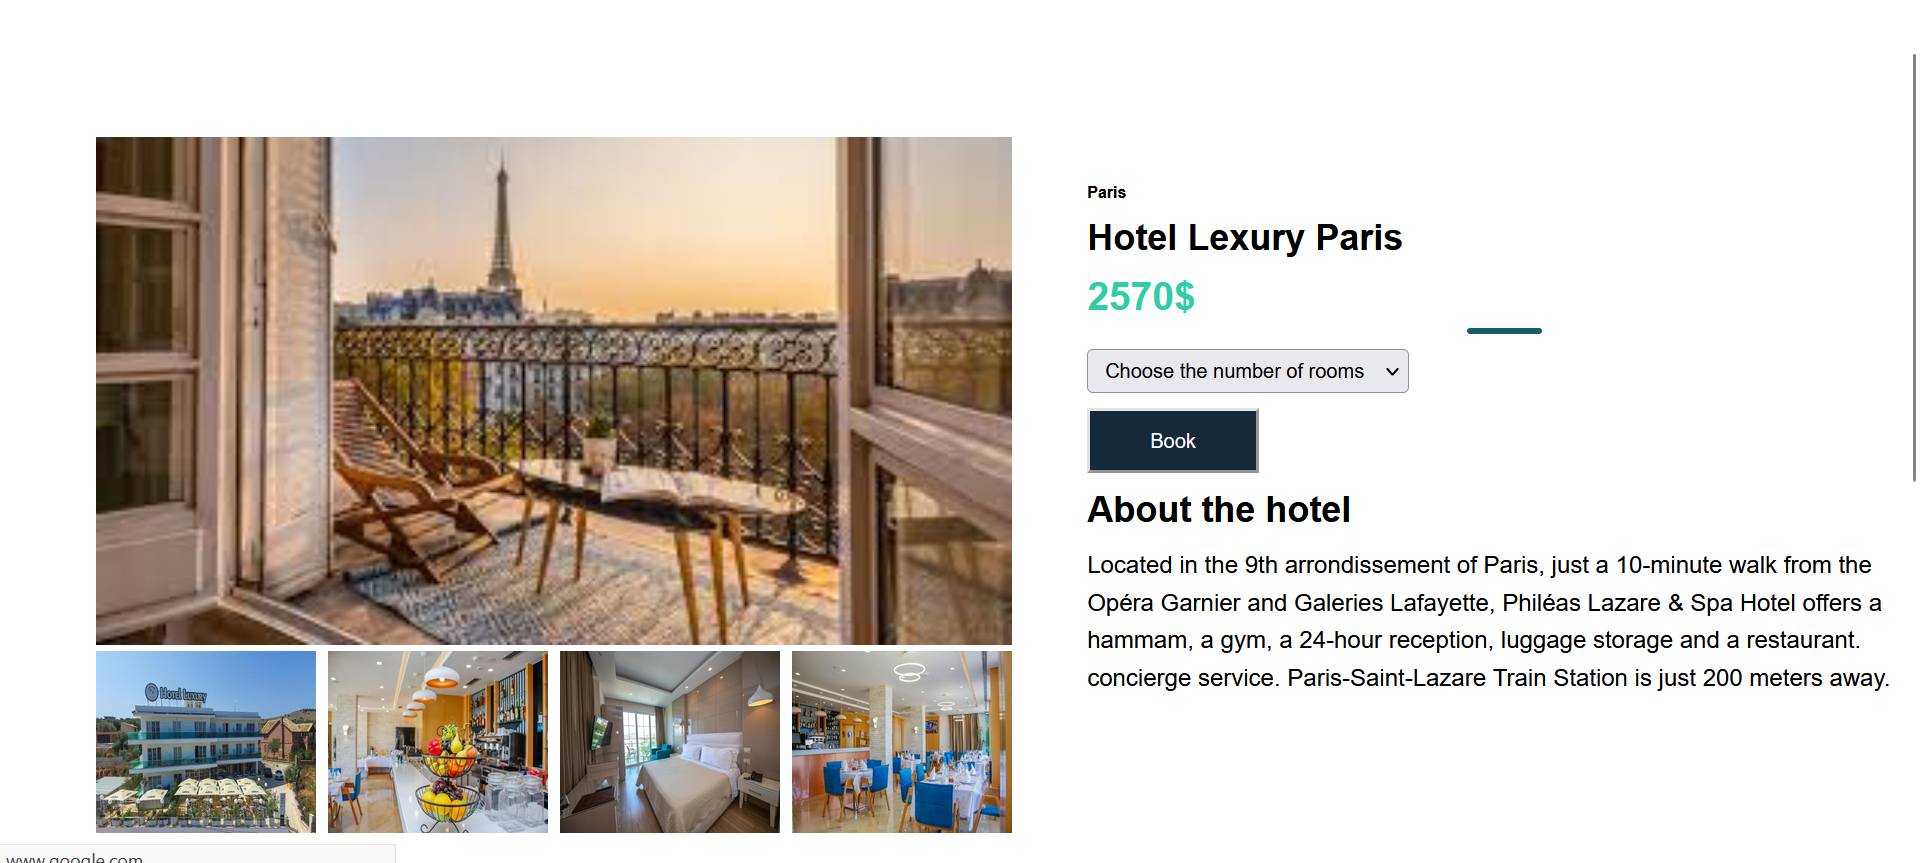 Paris
Hotel Lexury Paris
2570$
Choose the number of rooms
Book
About the hotel
Located in the 9th arrondissement of Paris, just a 10-minute walk from the
Opéra Garnier and Galeries Lafayette, Philéas Lazare & Spa Hotel offers a
hammam, a gym, a 24-hour reception, luggage storage and a restaurant.
concierge service. Paris-Saint-Lazare Train Station is just 200 meters away.
Hotel Luxury
www.google.com